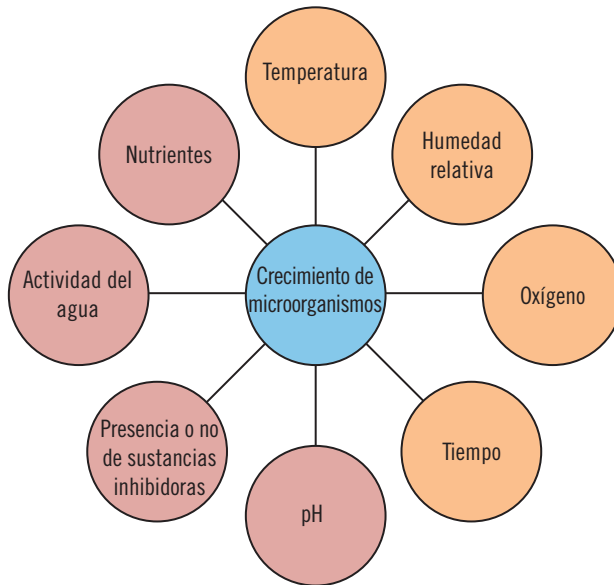 Temperatura
Nutrientes
Humedad
relativa
Actividad del
agua
Crecimiento de
microorganismos
Oxígeno
Presencia o no
de sustancias
inhibidoras
Tiempo
pH